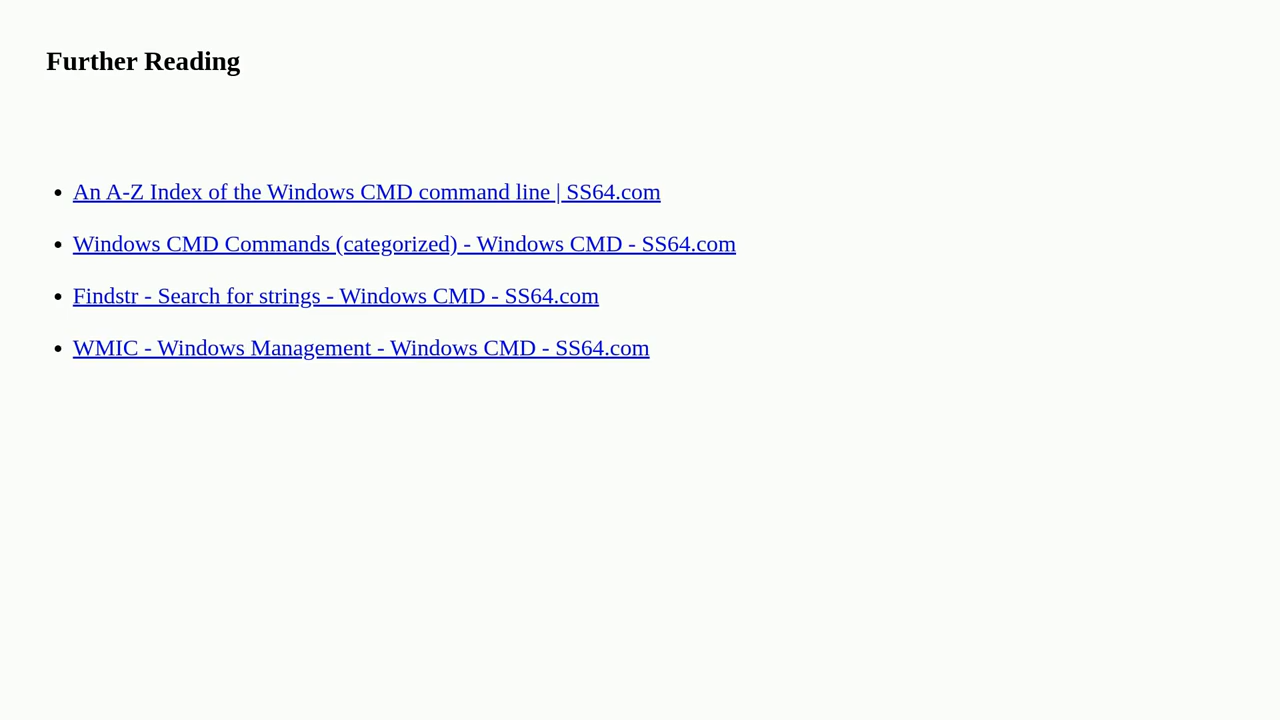 Further Reading
• An A-Z Index of the Windows CMD command line | SS64.com
• Windows CMD Commands (categorized) - Windows CMD - SS64.com
• Findstr - Search for strings - Windows CMD - SS64.com
• WMIC - Windows Management - Windows CMD - SS64.com